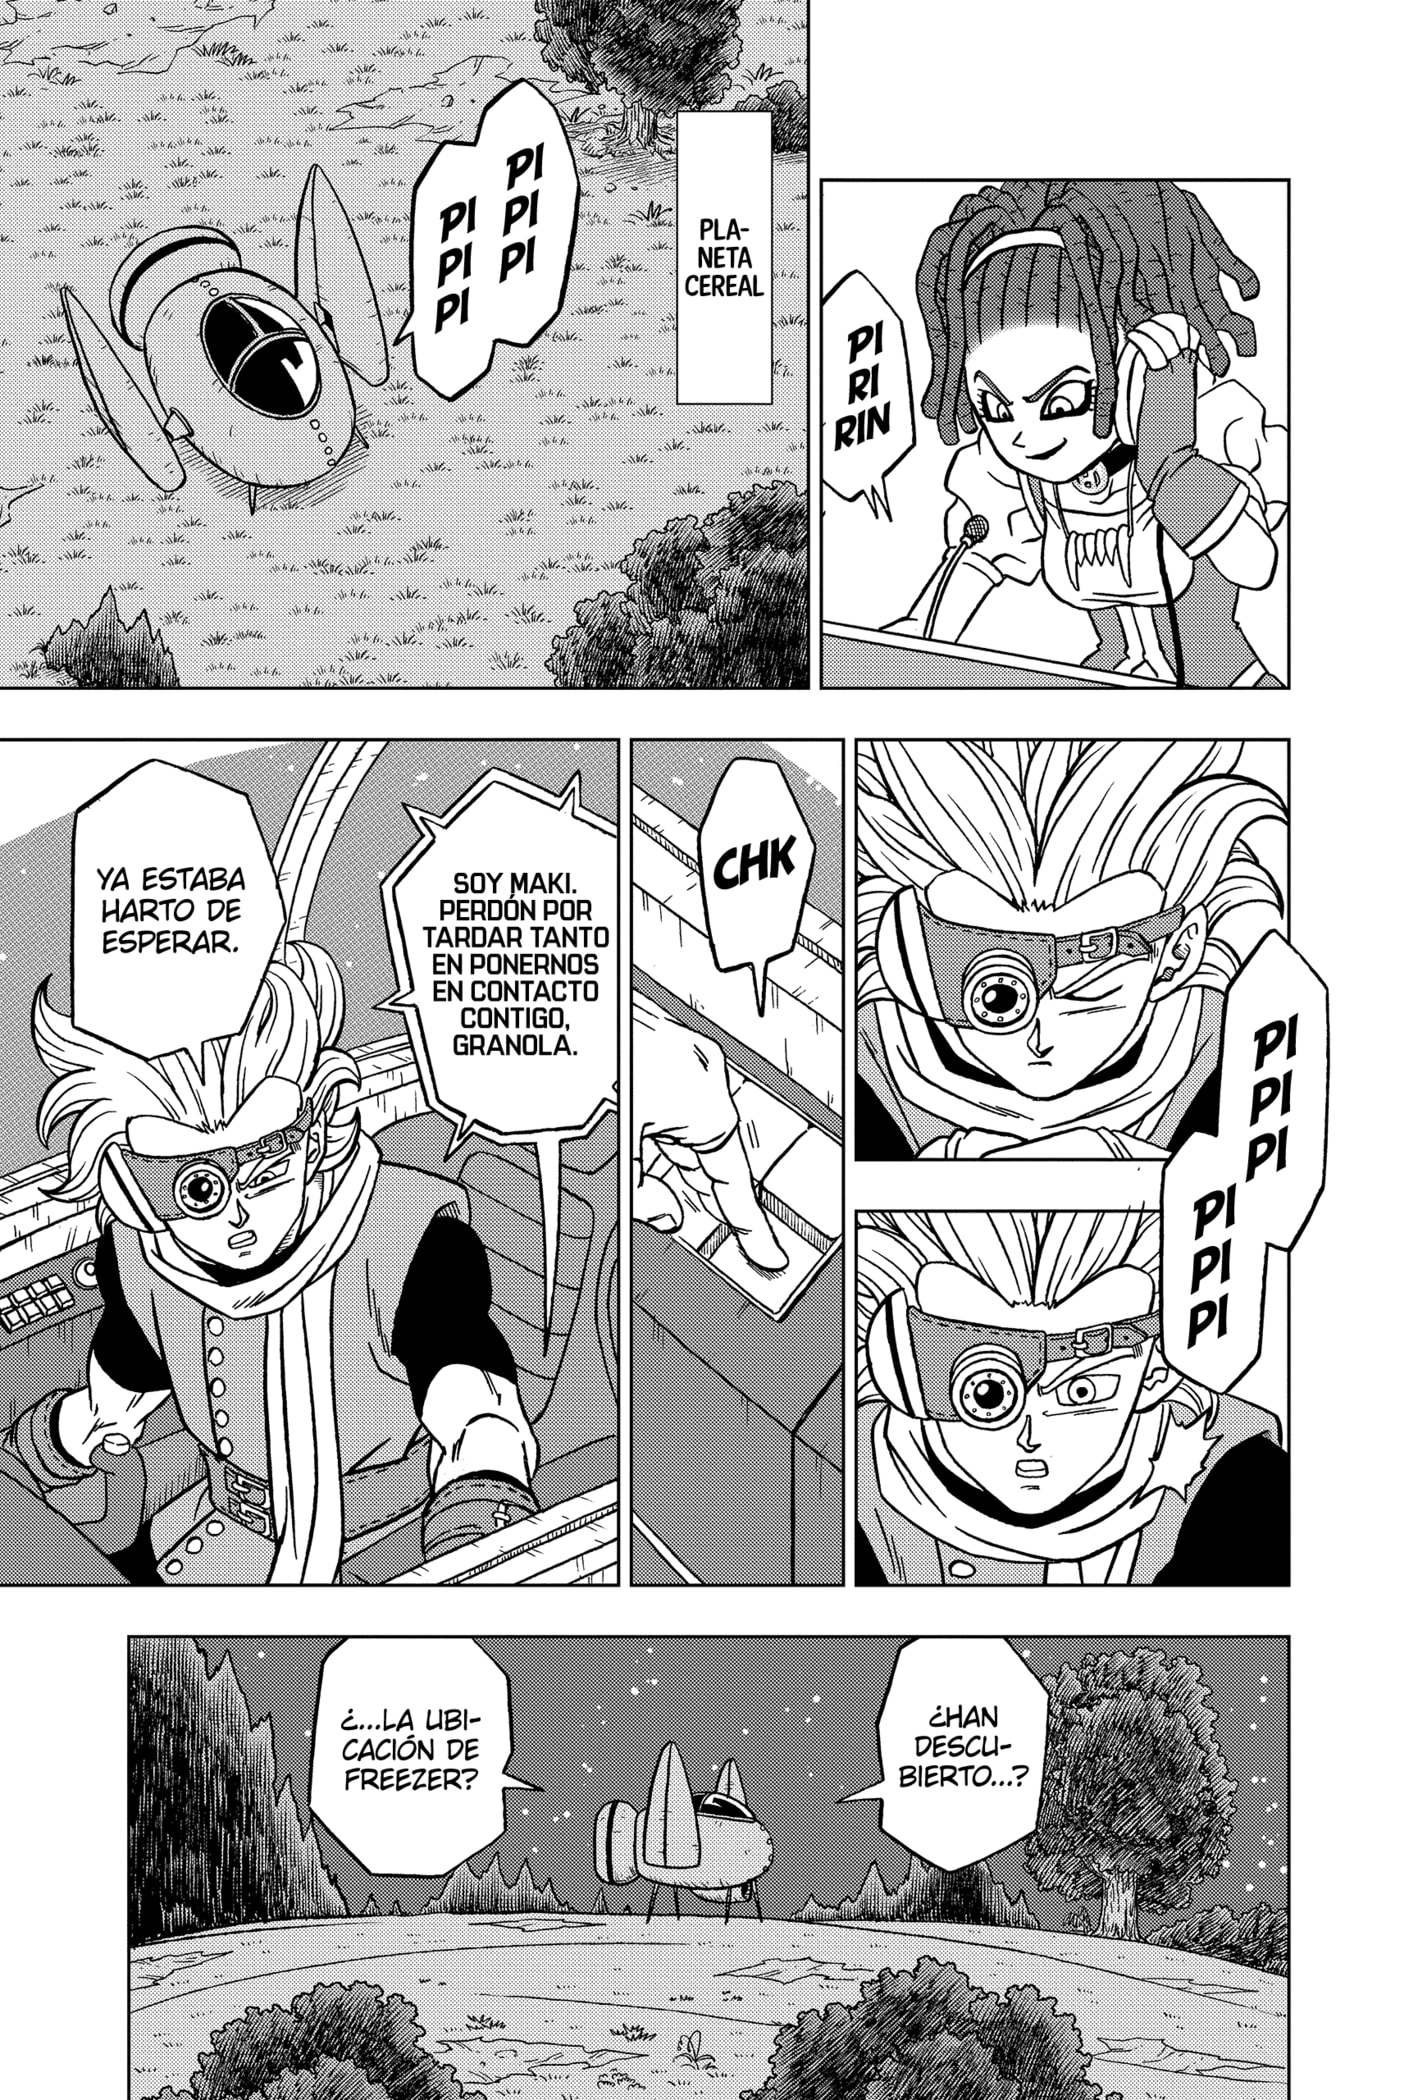 PI
RI
RIN
PLA-
NETA
CEREAL
PI
PI
PI
PI
PI
PI
PI
PI
PI
PI
PI
PI
CHK
SOY MAKI.
PERDÓN POR
TARDAR TANTO
EN PONERNOS
EN CONTACTO
CONTIGO,
GRANOLA.
YA ESTABA
HARTO DE
ESPERAR.
¿HAN
DESCU-
BIERTO...?
¿...LA UBI-
CACIÓN DE
FREEZER?